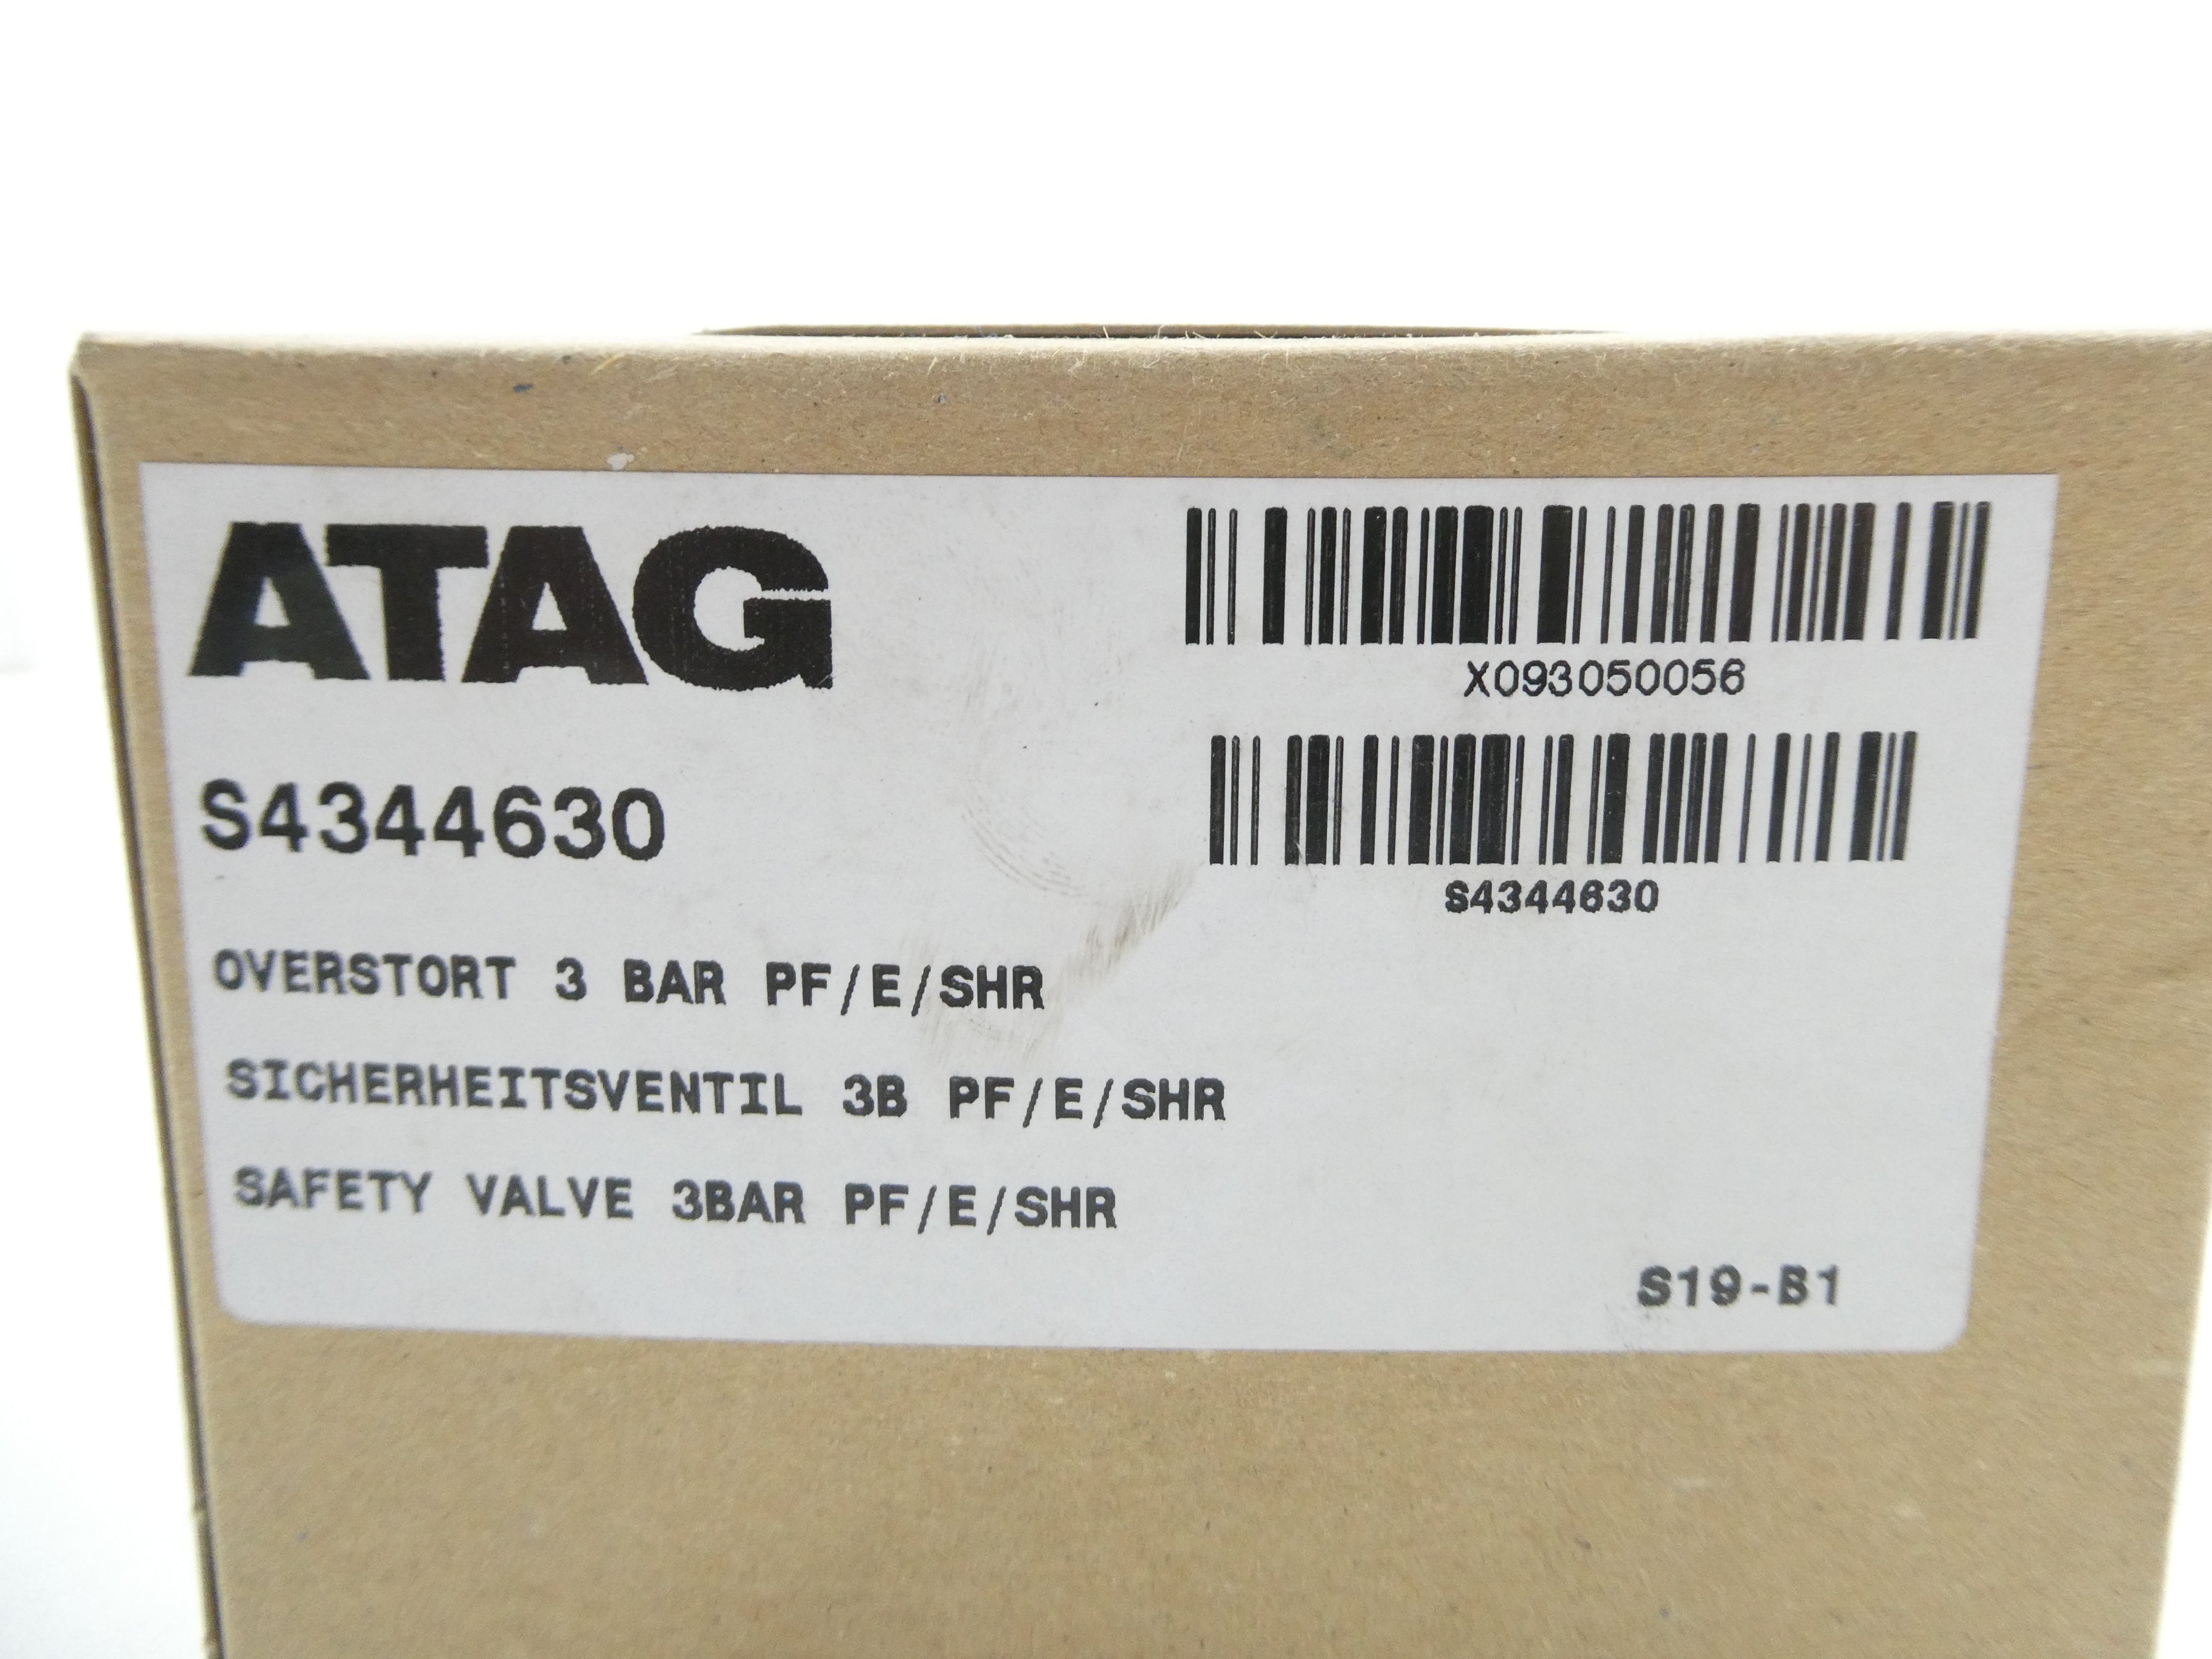 ATAG
X093050056
S4344630
S4344630
OVERSTORT 3 BAR PF/E/SHR
SICHERHEITSVENTIL 3B PF/E/SHR
SAFETY VALVE 3BAR PF/E/SHR
S19-B1